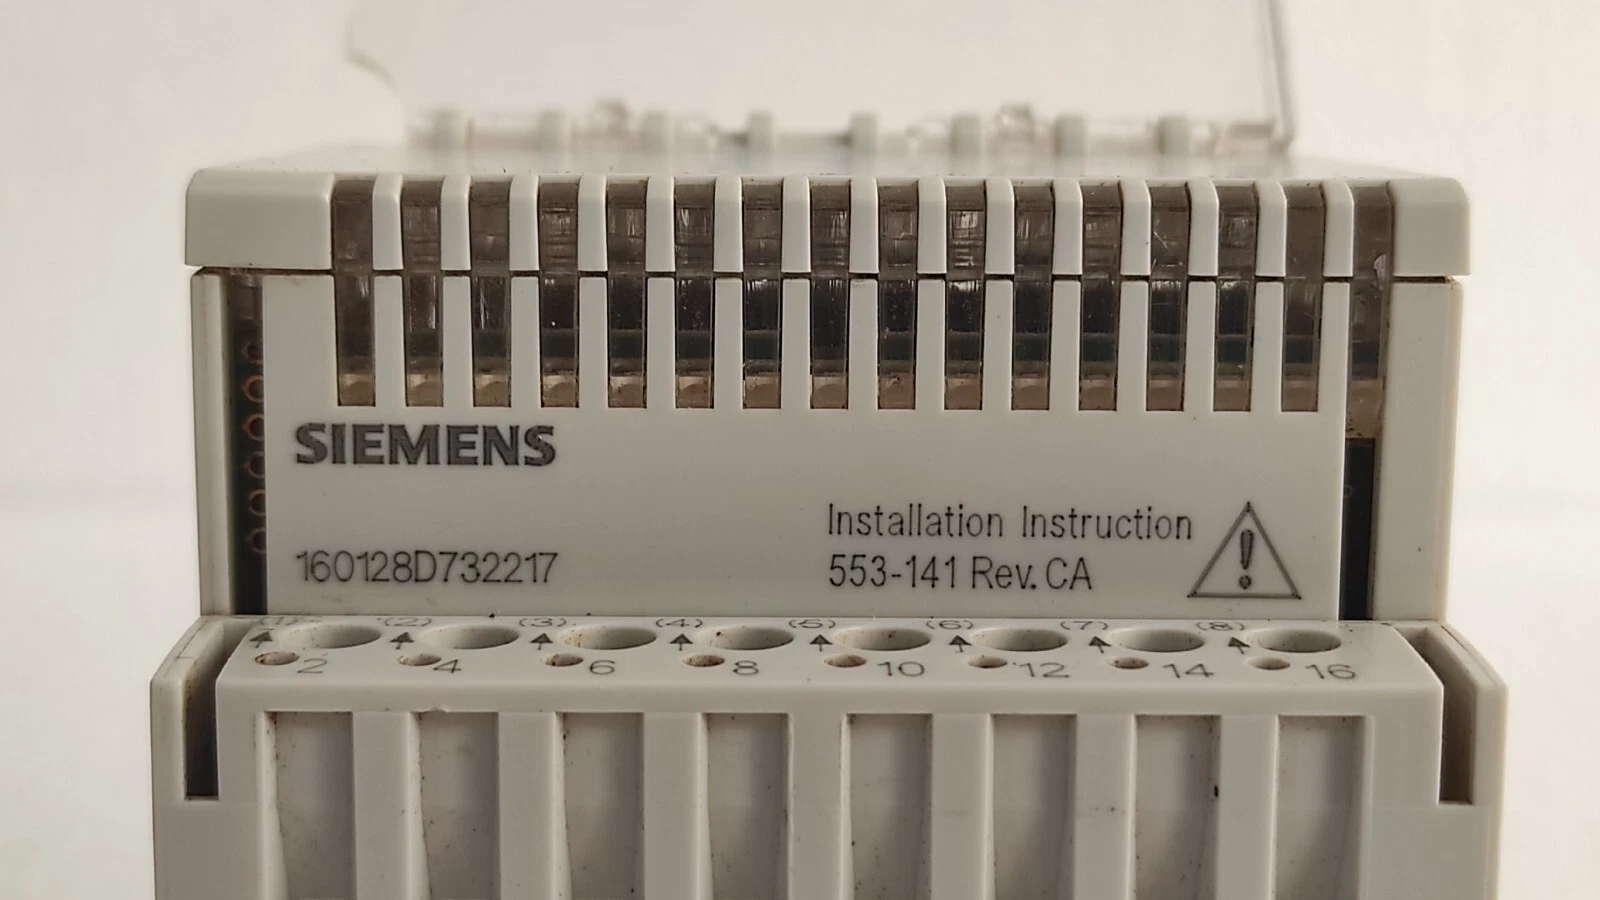 SIEMENS
Installation Instruction
160128D732217
553-141 Rev. CA
(1) (2) (3) (4) (5) (6) (7) (8)
2 4 6 8 10 12 14 16